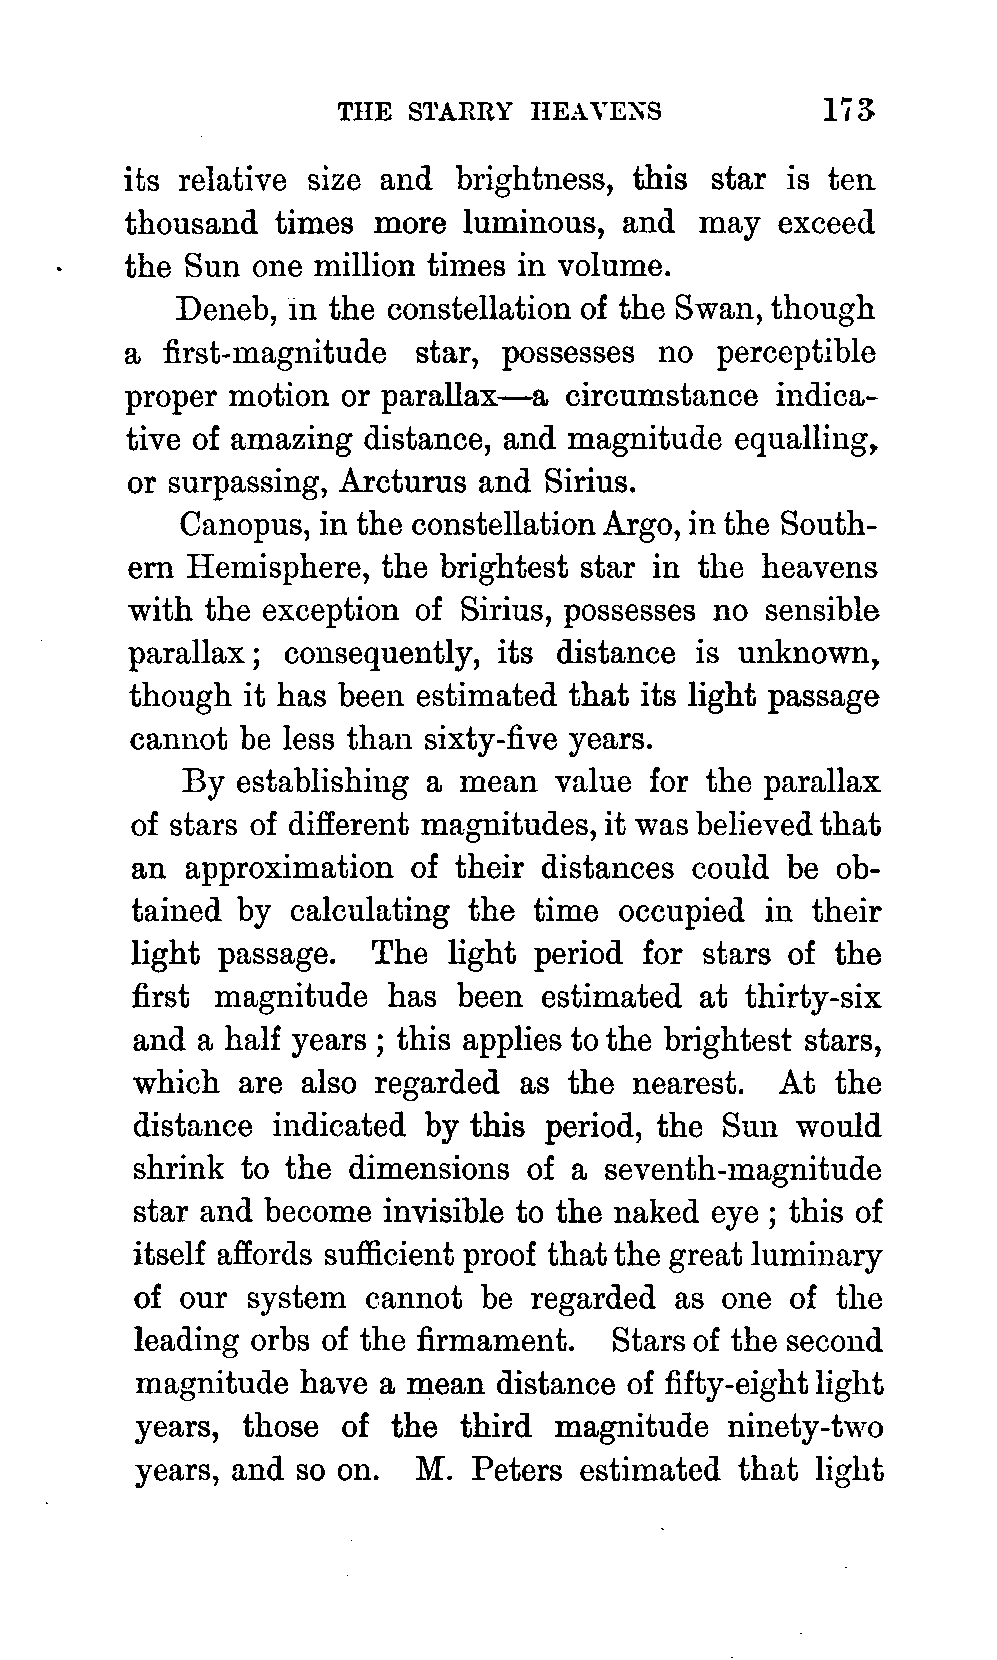 THE STARRY HEAVENS 173
its relative size and brightness, this star is ten
thousand times more luminous, and may exceed
the Sun one million times in volume.
Deneb, in the constellation of the Swan, though
a first-magnitude star, possesses no perceptible
proper motion or parallax—a circumstance indica-
tive of amazing distance, and magnitude equalling,
or surpassing, Arcturus and Sirius.
Canopus, in the constellation Argo, in the South-
ern Hemisphere, the brightest star in the heavens
with the exception of Sirius, possesses no sensible
parallax; consequently, its distance is unknown,
though it has been estimated that its light passage
cannot be less than sixty-five years.
By establishing a mean value for the parallax
of stars of different magnitudes, it was believed that
an approximation of their distances could be ob-
tained by calculating the time occupied in their
light passage. The light period for stars of the
first magnitude has been estimated at thirty-six
and a half years; this applies to the brightest stars,
which are also regarded as the nearest. At the
distance indicated by this period, the Sun would
shrink to the dimensions of a seventh-magnitude
star and become invisible to the naked eye; this of
itself affords sufficient proof that the great luminary
of our system cannot be regarded as one of the
leading orbs of the firmament. Stars of the second
magnitude have a mean distance of fifty-eight light
years, those of the third magnitude ninety-two
years, and so on. M. Peters estimated that light